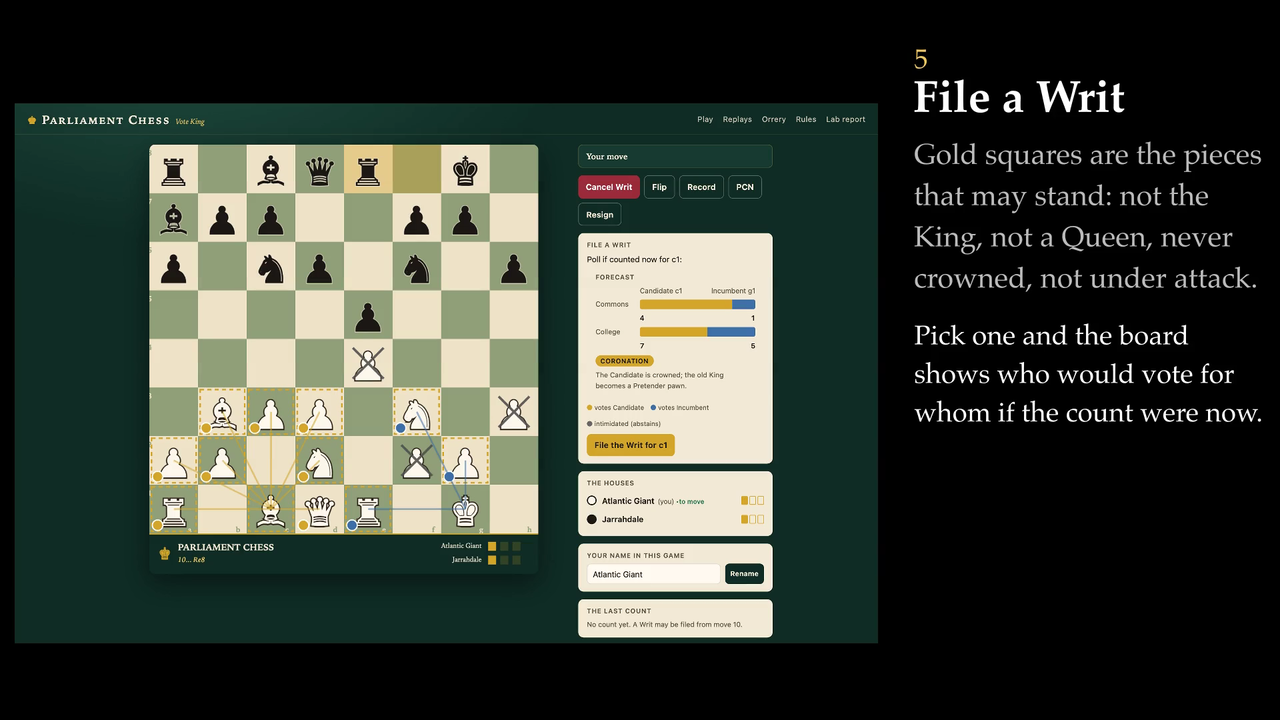 PARLIAMENT CHESS Vote King
Play Replays Orrery Rules Lab report
Your move
Cancel Writ Flip Record PCN
Resign
FILE A WRIT
Poll if counted now for c1:
FORECAST
Candidate c1 Incumbent g1
Commons
4 1
College
7 5
CORONATION
The Candidate is crowned; the old King
becomes a Pretender pawn.
votes Candidate votes Incumbent
intimidated (abstains)
File the Writ for c1
THE HOUSES
Atlantic Giant (you) · to move
Jarrahdale
YOUR NAME IN THIS GAME
Atlantic Giant Rename
THE LAST COUNT
No count yet. A Writ may be filed from move 10.
b d g h
PARLIAMENT CHESS
10... Re8
Atlantic Giant
Jarrahdale
5
File a Writ
Gold squares are the pieces
that may stand: not the
King, not a Queen, never
crowned, not under attack.
Pick one and the board
shows who would vote for
whom if the count were now.